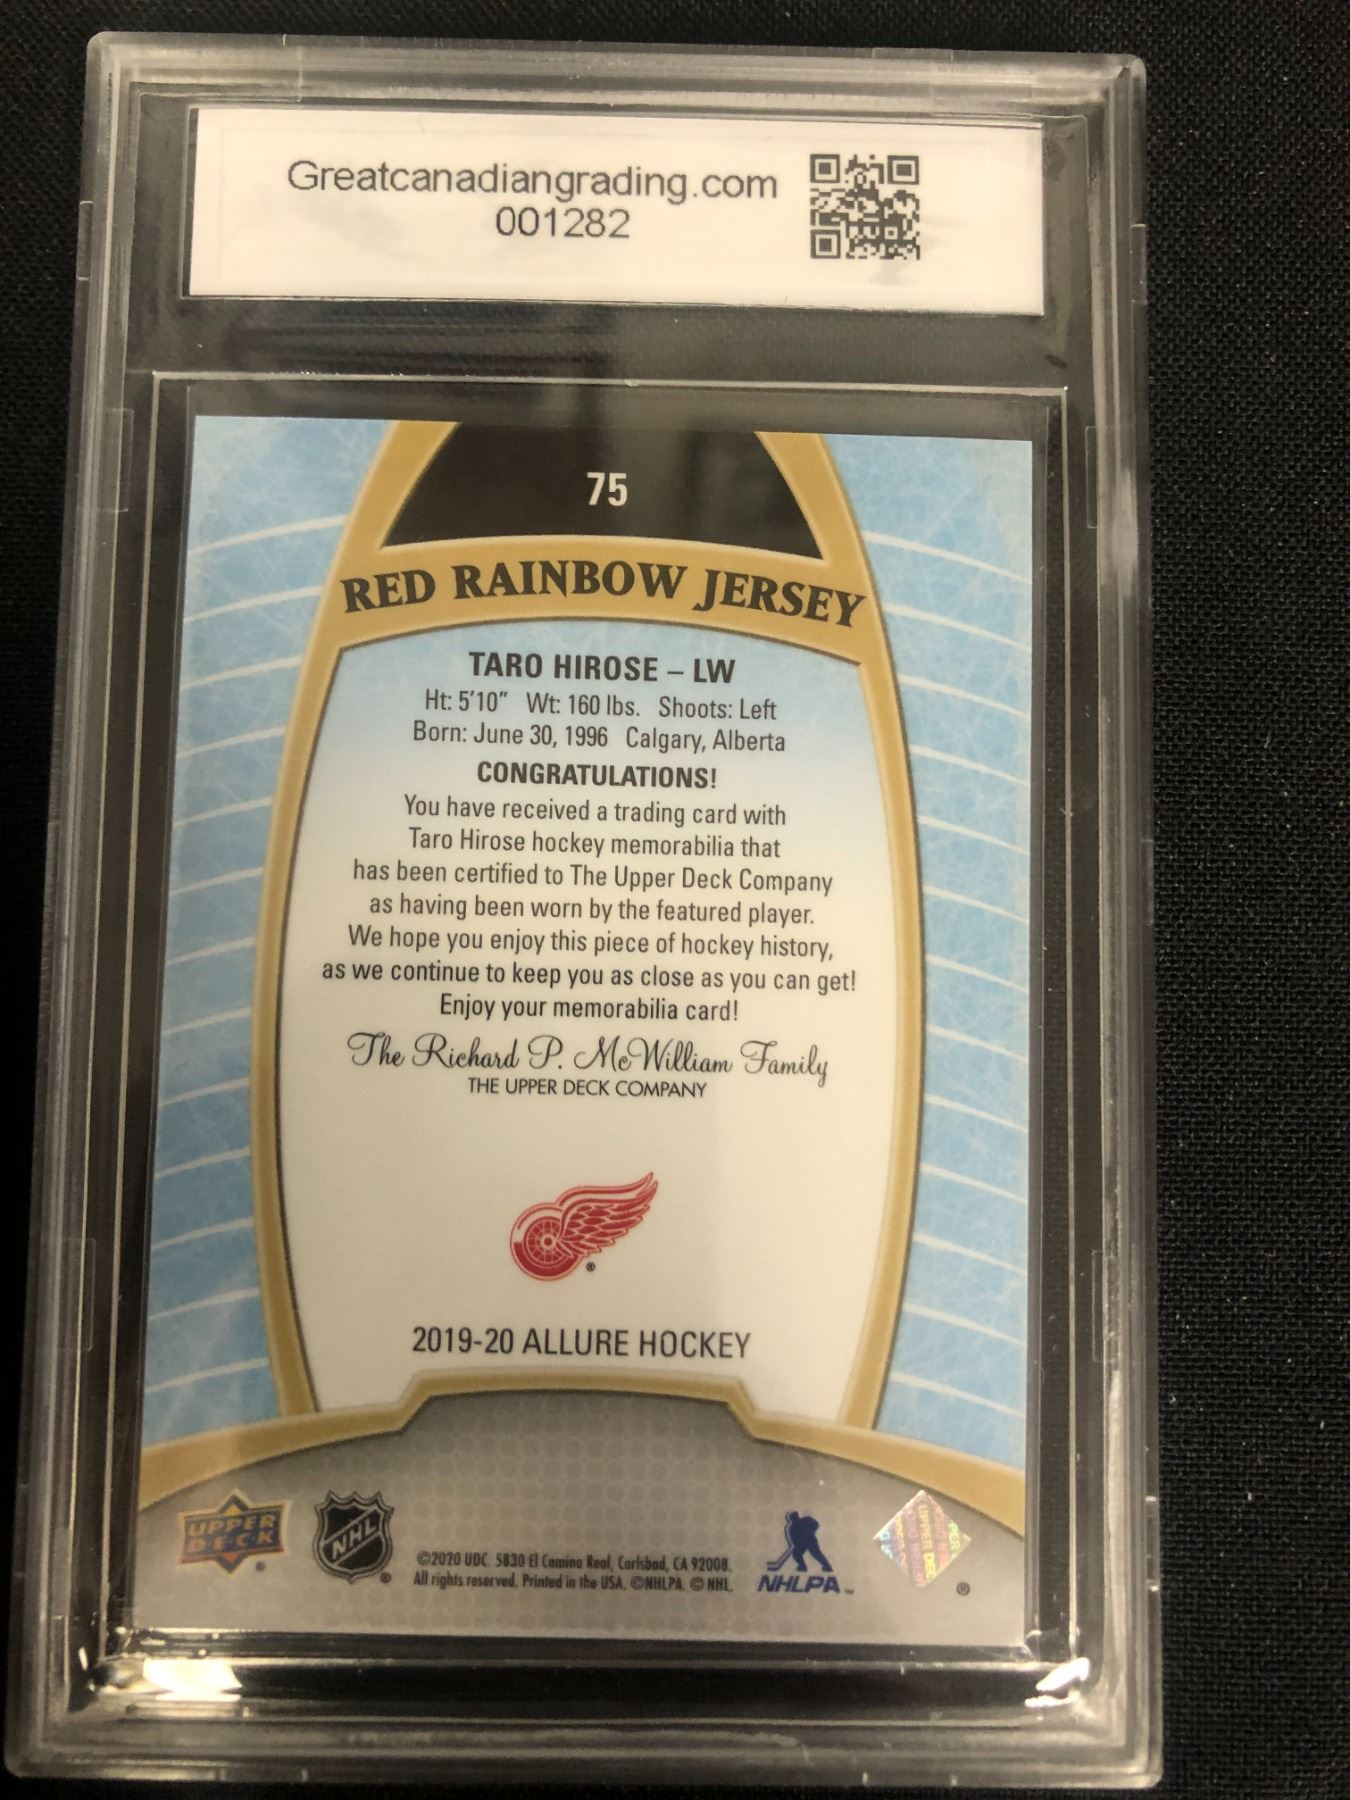 Greatcanadiangrading.com
001282
75
RED RAINBOW JERSEY
TARO HIROSE – LW
Ht: 5'10" Wt: 160 lbs. Shoots: Left
Born: June 30, 1996 Calgary, Alberta
CONGRATULATIONS!
You have received a trading card with
Taro Hirose hockey memorabilia that
has been certified to The Upper Deck Company
as having been worn by the featured player.
We hope you enjoy this piece of hockey history,
as we continue to keep you as close as you can get!
Enjoy your memorabilia card!
The Richard P. McWilliam Family
THE UPPER DECK COMPANY
®
2019-20 ALLURE HOCKEY
UPPER
DECK
®
NHL
®
©2020 UDC. 5830 El Camino Real, Carlsbad, CA 92008.
All rights reserved. Printed in the USA. ©NHLPA. © NHL.
NHLPA™
®